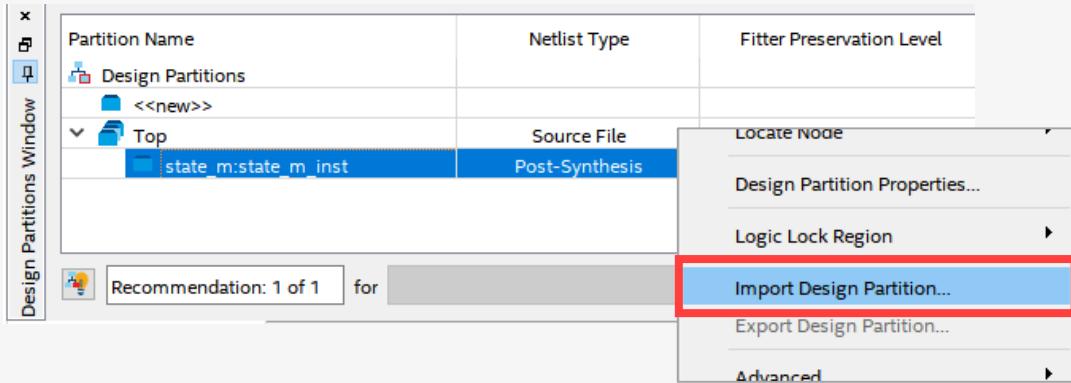 Partition Name Netlist Type Fitter Preservation Level
Design Partitions
<<new>>
Top Source File
state_m:state_m_inst Post-Synthesis
Recommendation: 1 of 1 for
Design Partitions Window
Locate Node
Design Partition Properties...
Logic Lock Region
Import Design Partition...
Export Design Partition...
Advanced